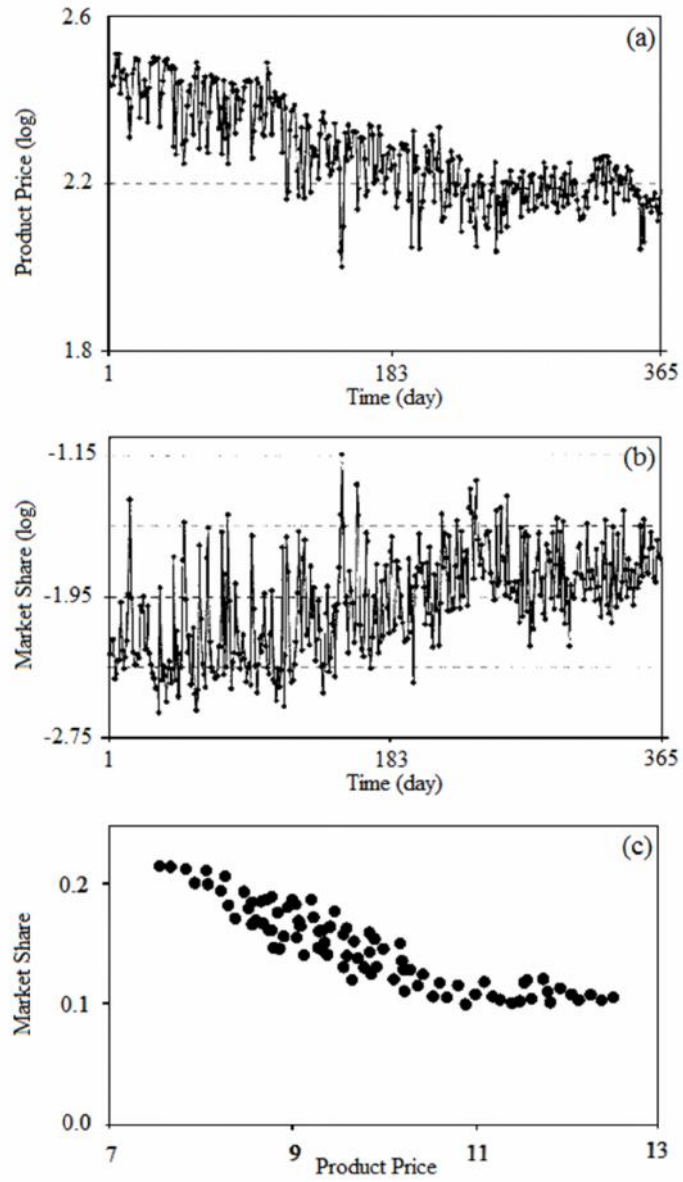 2.6
(a)
Product Price (log)
2.2
1.8
1
183
365
Time (day)
-1.15
(b)
Market Share (log)
-1.95
-2.75
1
183
365
Time (day)
(c)
0.2
Market Share
0.1
0.0
7
9
11
13
Product Price